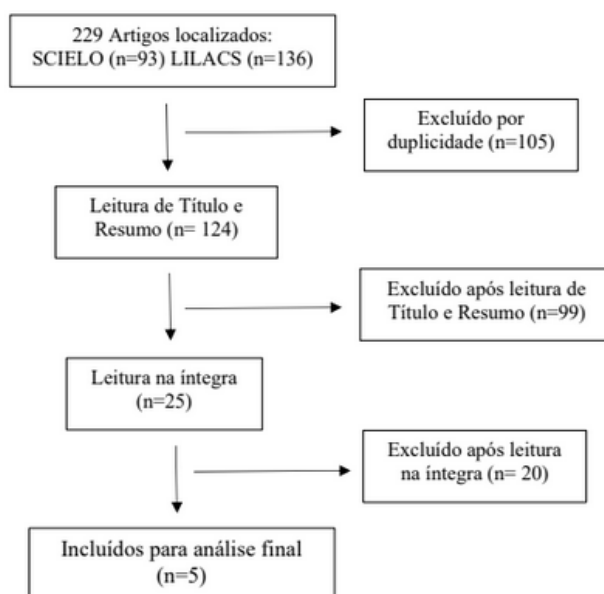 229 Artigos localizados:
SCIELO (n=93) LILACS (n=136)
Excluído por
duplicidade (n=105)
Leitura de Título e
Resumo (n= 124)
Excluído após leitura de
Título e Resumo (n=99)
Leitura na íntegra
(n=25)
Excluído após leitura
na íntegra (n= 20)
Incluídos para análise final
(n=5)